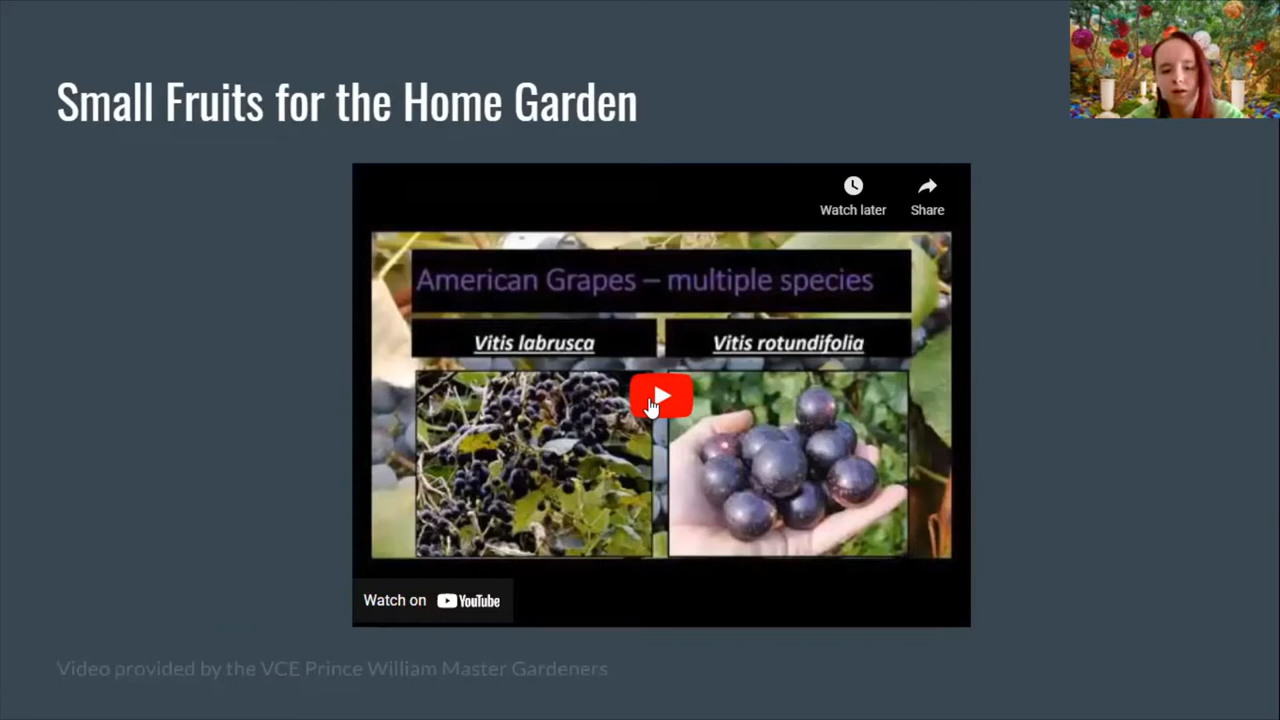 Small Fruits for the Home Garden
Watch later
Share
American Grapes – multiple species
Vitis labrusca
Vitis rotundifolia
Watch on YouTube
Video provided by the VCE Prince William Master Gardeners